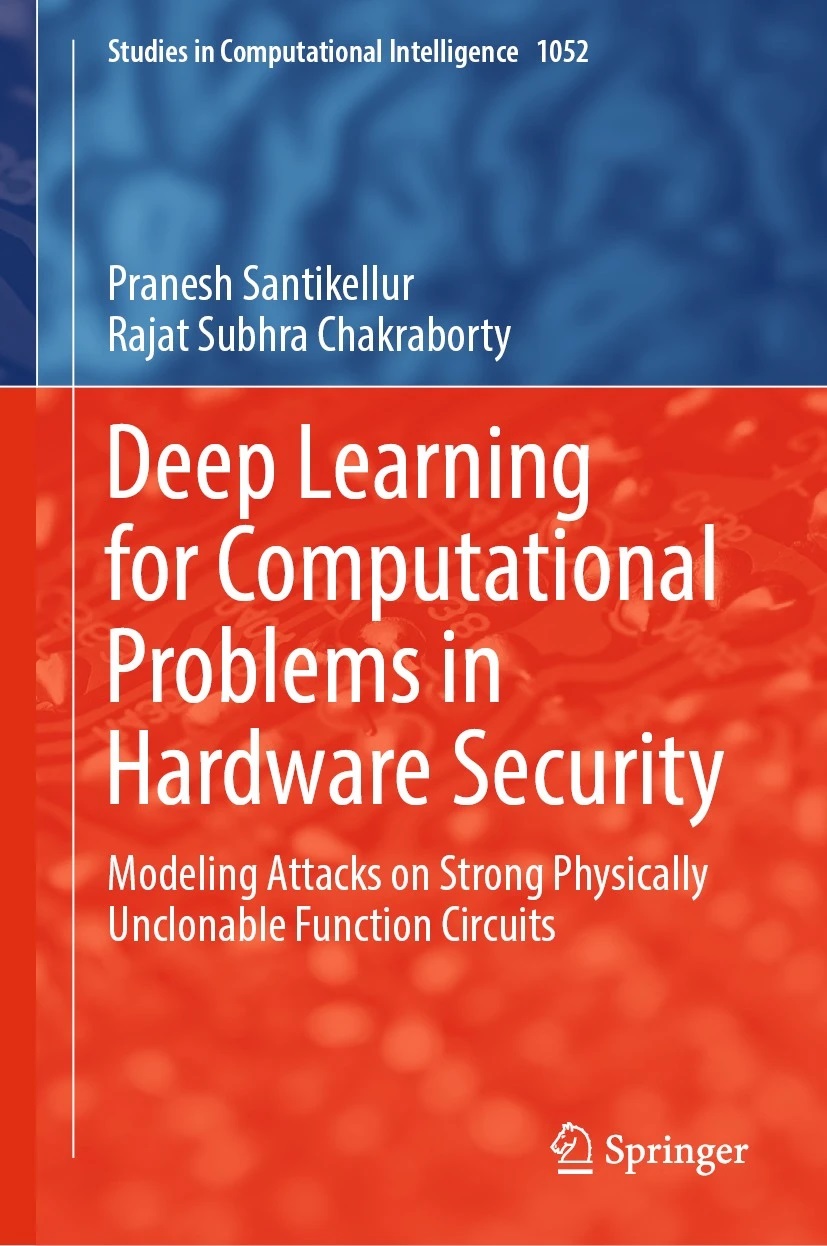 Studies in Computational Intelligence 1052
Pranesh Santikellur
Rajat Subhra Chakraborty
Deep Learning
for Computational
Problems in
Hardware Security
Modeling Attacks on Strong Physically
Unclonable Function Circuits
Springer